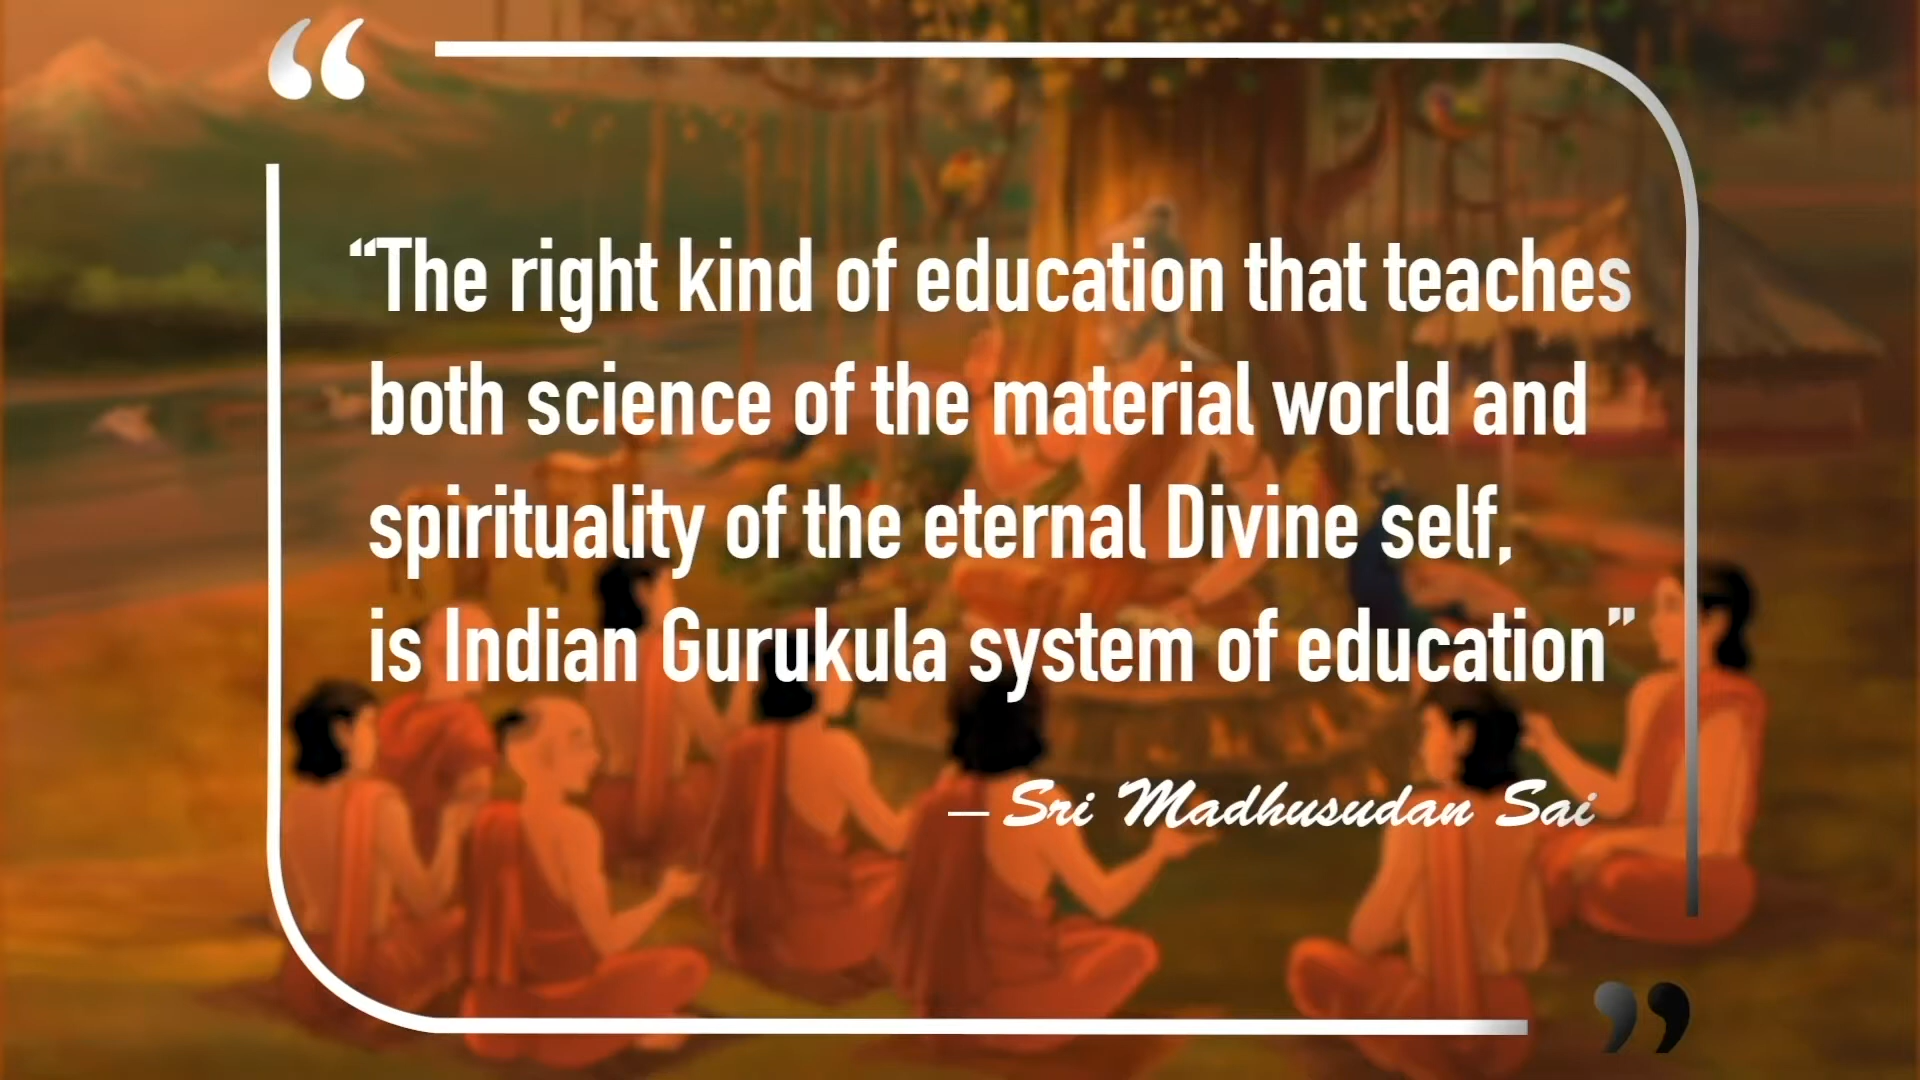 “The right kind of education that teaches
both science of the material world and
spirituality of the eternal Divine self,
is Indian Gurukula system of education”
— Sri Madhusudan Sai